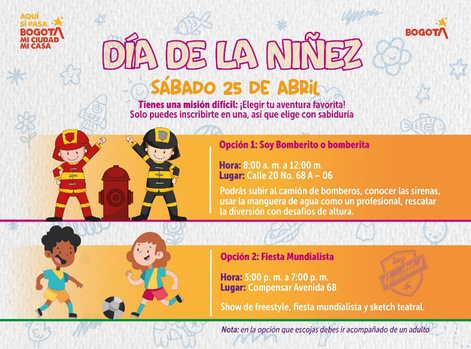 AQUÍ
SÍ PASA
BOGOTÁ
MI CIUDAD
MI CASA
BOGOTÁ
DÍA DE LA NIÑEZ
SÁBADO 25 DE ABRIL
Tienes una misión difícil: ¡Elegir tu aventura favorita!
Solo puedes inscribirte en una, así que elige con sabiduría
Opción 1: Soy Bomberito o bomberita
Hora: 8:00 a. m. a 12:00 m.
Lugar: Calle 20 No. 68 A – 06
Podrás subir al camión de bomberos, conocer las sirenas,
usar la manguera de agua como un profesional, rescatar
la diversión con desafíos de altura.
Opción 2: Fiesta Mundialista
Hora: 3:00 p. m. a 7:00 p. m.
Lugar: Compensar Avenida 68
Show de freestyle, fiesta mundialista y sketch teatral.
Nota: en la opción que escojas debes ir acompañado de un adulto